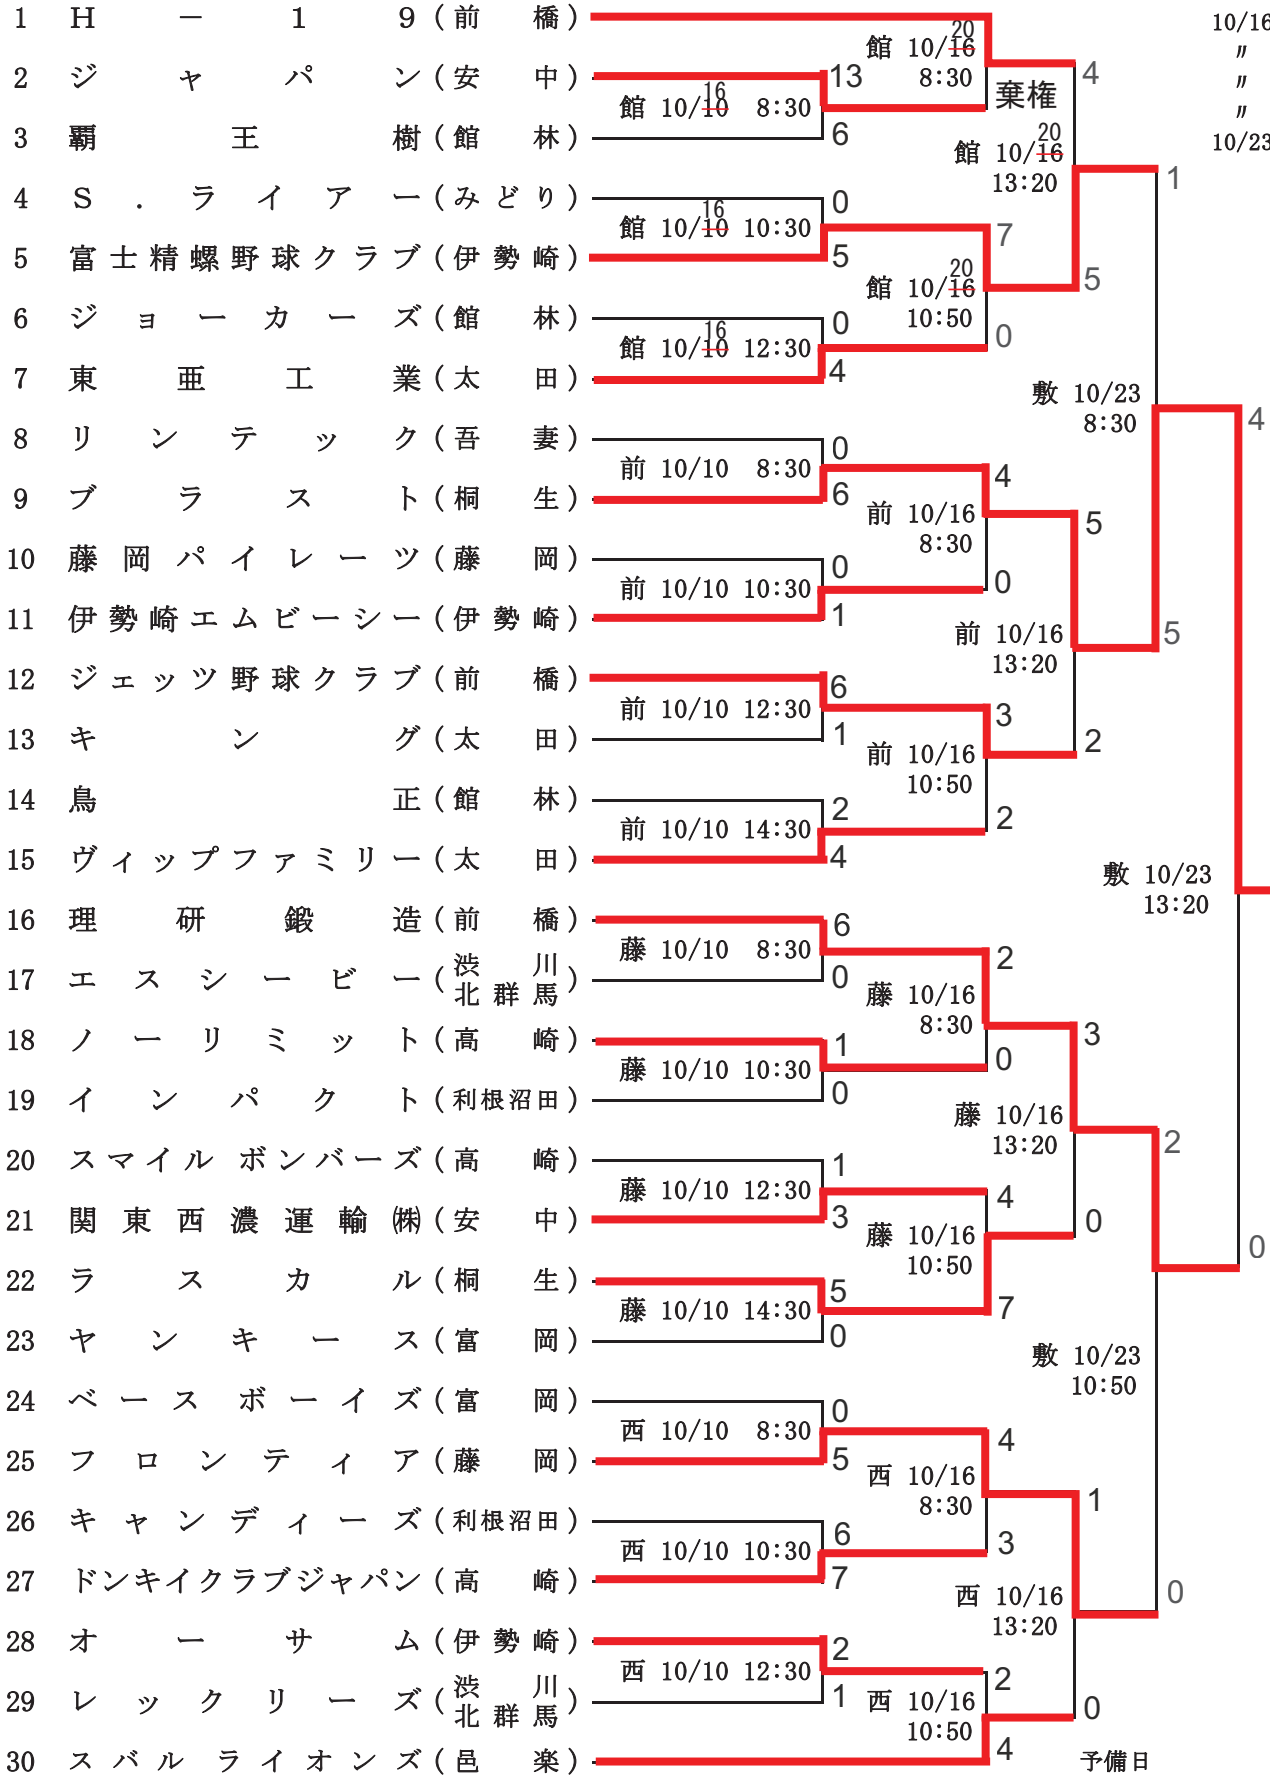 1 H － 1 9 (前 橋)
2 ジ ャ パ ン (安 中)
3 覇 王 樹 (館 林)
4 S . ラ イ ア ー (み ど り)
5 富 士 精 螺 野 球 ク ラ ブ (伊 勢 崎)
6 ジ ョ ー カ ー ズ (館 林)
7 東 亜 工 業 (太 田)
8 リ ン テ ッ ク (吾 妻)
9 ブ ラ ス ト (桐 生)
10 藤 岡 パ イ レ ー ツ (藤 岡)
11 伊 勢 崎 エ ム ビ ー シ ー (伊 勢 崎)
12 ジ ェ ッ ツ 野 球 ク ラ ブ (前 橋)
13 キ ン グ (太 田)
14 鳥 正 (館 林)
15 ヴ ィ ッ プ フ ァ ミ リ ー (太 田)
16 理 研 鍛 造 (前 橋)
17 エ ス シ ー ビ ー (渋 川 北 群 馬)
18 ノ ー リ ミ ッ ト (高 崎)
19 イ ン パ ク ト (利根沼田)
20 ス マ イ ル ボ ン バ ー ズ (高 崎)
21 関 東 西 濃 運 輸 ㈱ (安 中)
22 ラ ス カ ル (桐 生)
23 ヤ ン キ ー ス (富 岡)
24 ベ ー ス ボ ー イ ズ (富 岡)
25 フ ロ ン テ ィ ア (藤 岡)
26 キ ャ ン デ ィ ー ズ (利根沼田)
27 ドンキイクラブジャパン (高 崎)
28 オ ー サ ム (伊 勢 崎)
29 レ ッ ク リ ー ズ (渋 川 北 群 馬)
30 ス バ ル ラ イ オ ン ズ (邑 楽)
館 10/10 16 8:30
13
6
館 10/10 16 10:30
0
5
館 10/10 16 12:30
0
4
前 10/10 8:30
0
6
前 10/10 10:30
0
1
前 10/10 12:30
6
1
前 10/10 14:30
2
4
藤 10/10 8:30
6
0
藤 10/10 10:30
1
0
藤 10/10 12:30
1
3
藤 10/10 14:30
5
0
西 10/10 8:30
0
5
西 10/10 10:30
6
7
西 10/10 12:30
2
1
館 10/16 20
8:30
棄権
館 10/16 20
10:50
7
0
前 10/16
8:30
4
0
前 10/16
10:50
3
2
藤 10/16
8:30
2
0
藤 10/16
10:50
4
7
西 10/16
8:30
4
3
西 10/16
10:50
2
4
館 10/16 20
13:20
4
5
前 10/16
13:20
5
2
藤 10/16
13:20
3
0
西 10/16
13:20
1
0
敷 10/23
8:30
1
5
敷 10/23
10:50
2
0
敷 10/23
13:20
4
0
10/16
〃
〃
〃
10/23
予備日